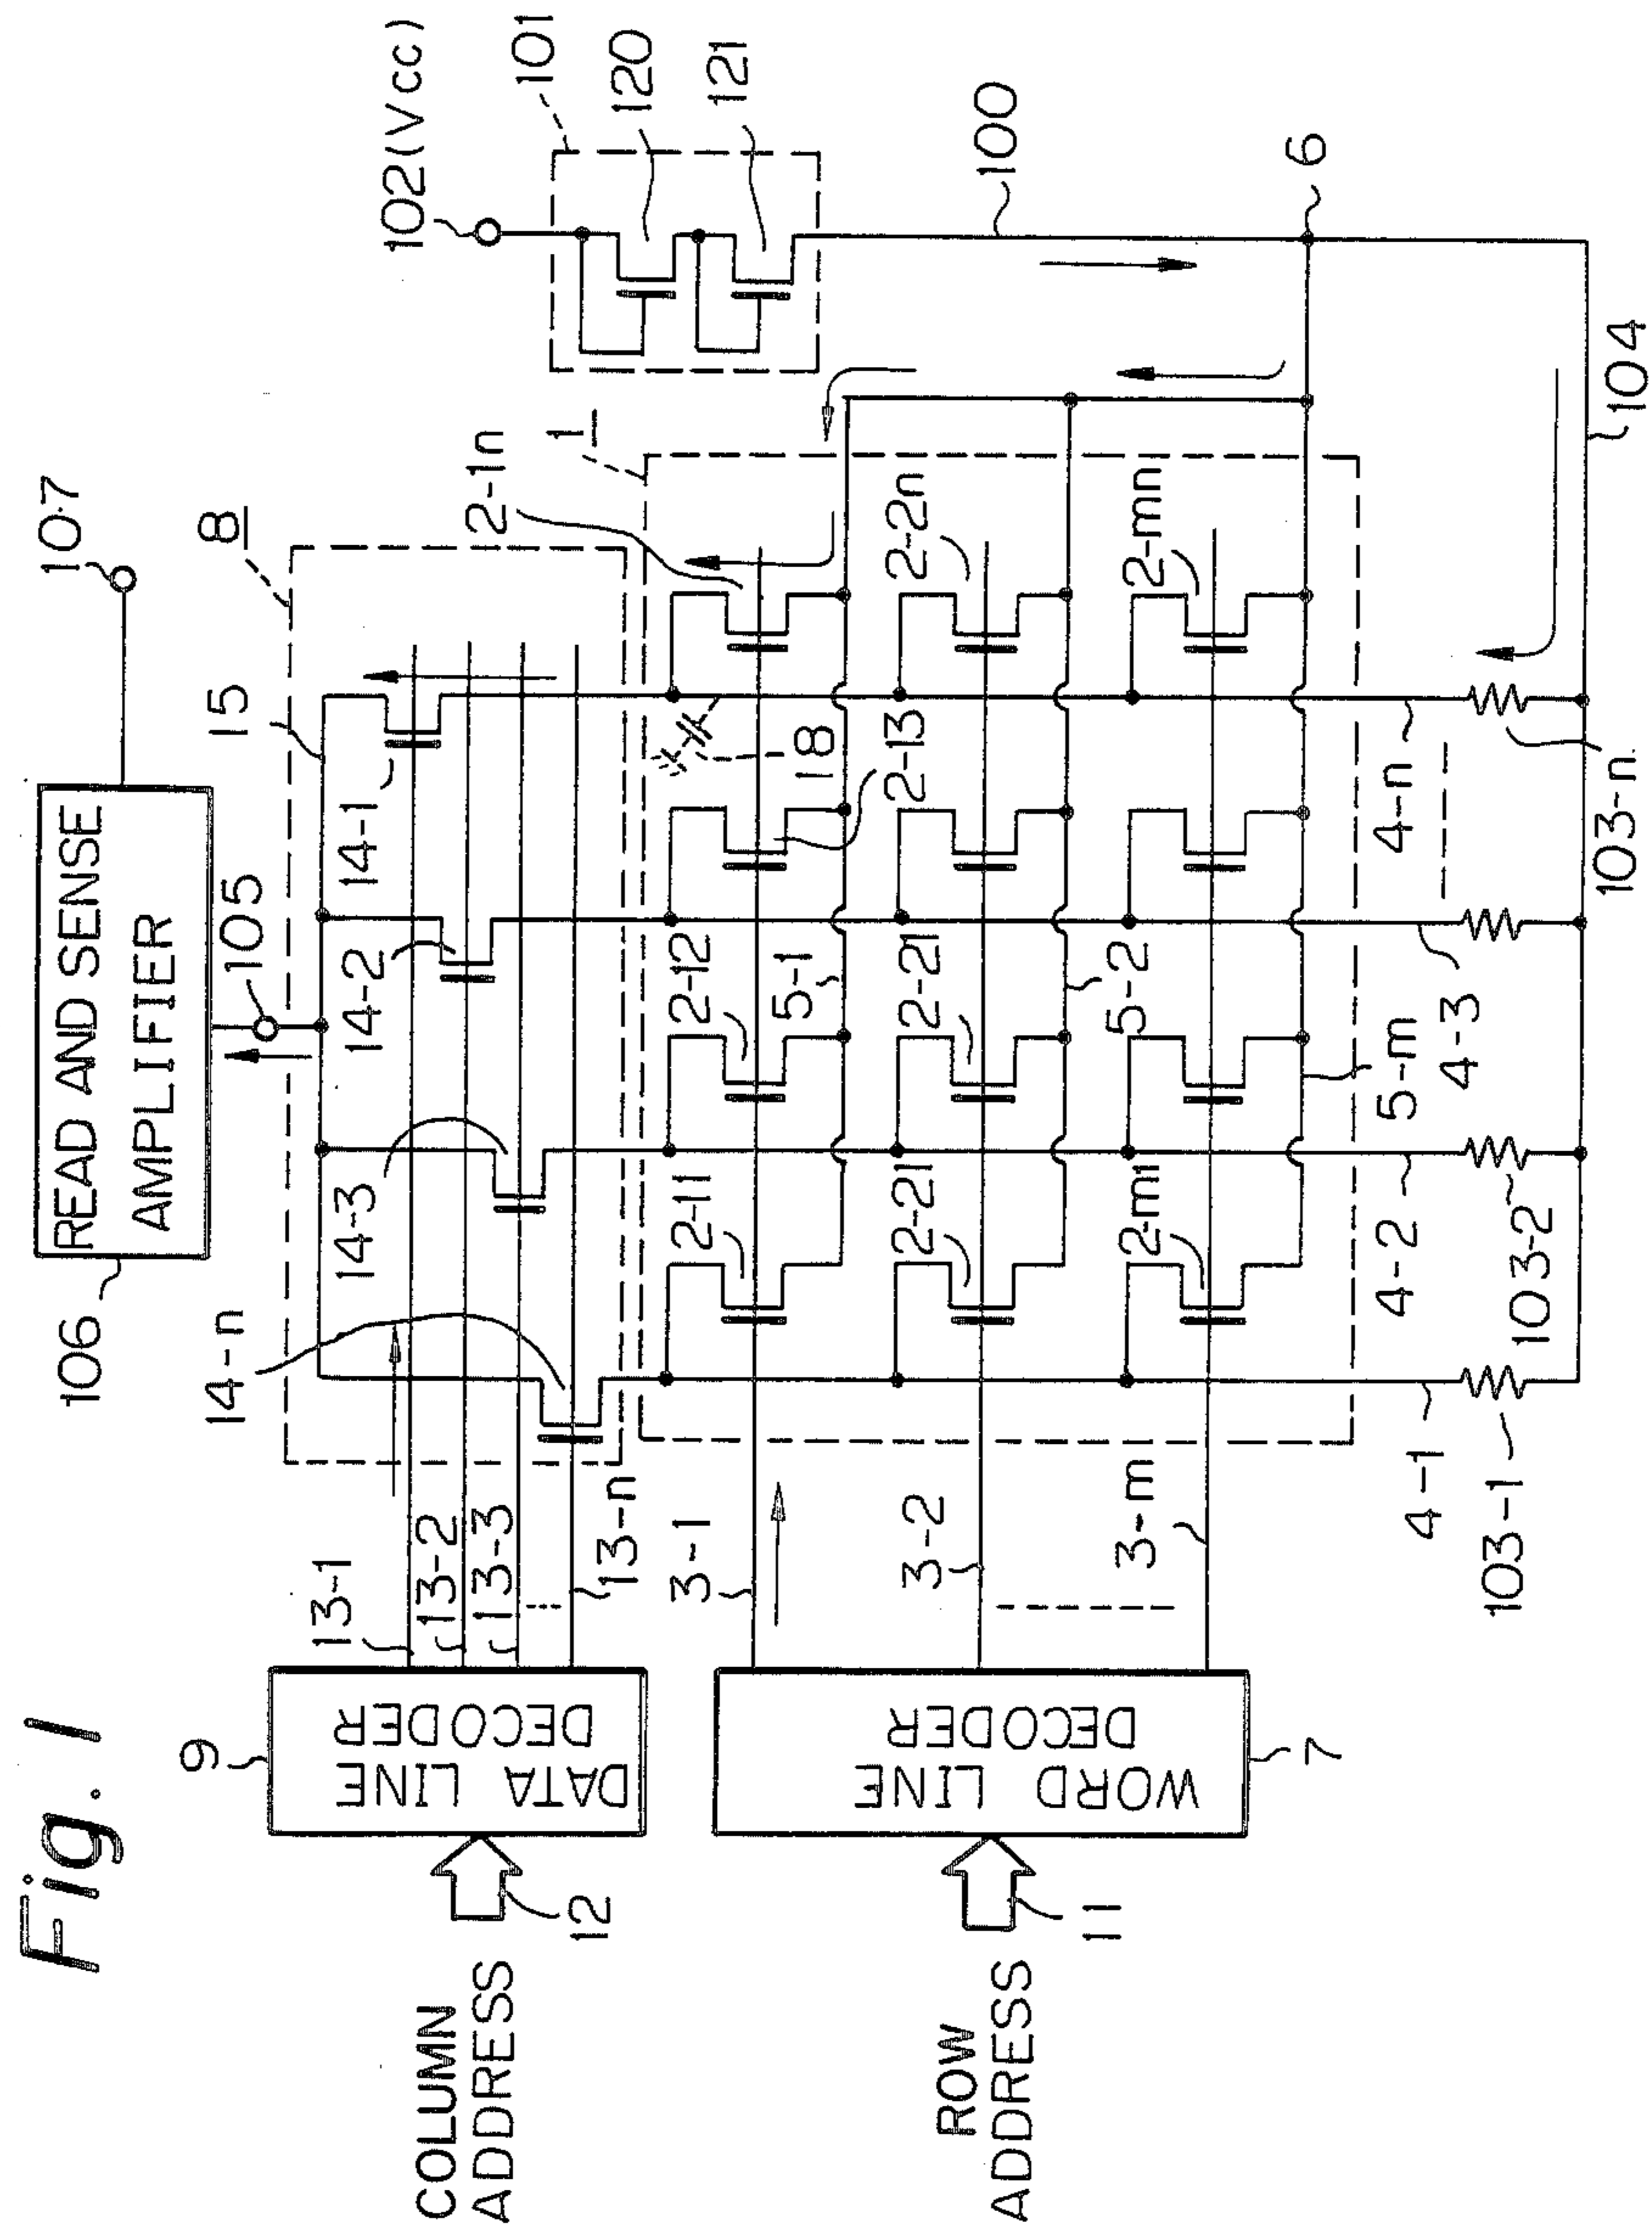 Fig. 1
READ AND SENSE
AMPLIFIER
106
107
105
8
15
14-n
14-3
14-2
14-1
102(Vcc)
101
120
121
100
6
104
9
DATA LINE
DECODER
12
COLUMN
ADDRESS
13-1
13-2
13-3
13-n
7
WORD LINE
DECODER
11
ROW
ADDRESS
3-1
3-2
3-m
1
2-11
2-12
2-13
2-1n
18
5-1
2-21
2-21
2-2n
5-2
2-m1
2-mn
5-m
4-1
4-2
4-3
4-n
103-1
103-2
103-n